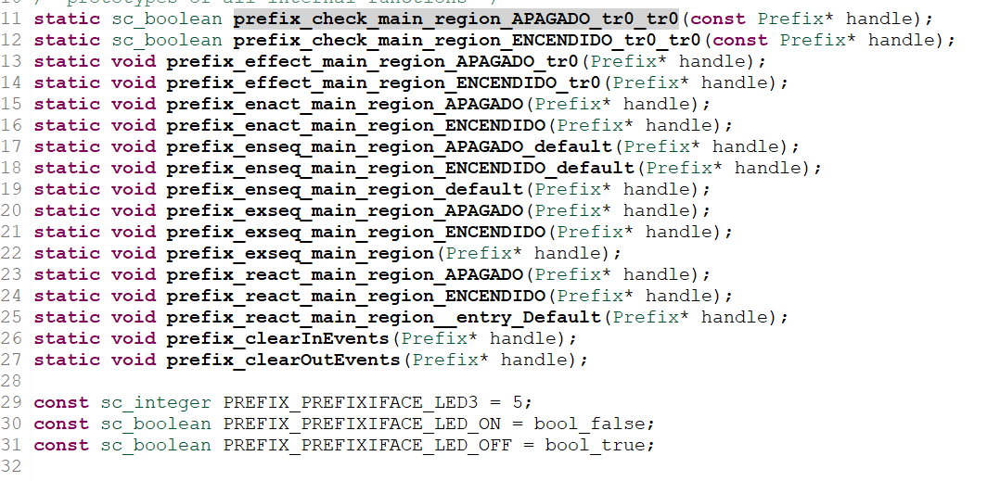 10 /* prototypes of all internal functions */
11 static sc_boolean prefix_check_main_region_APAGADO_tr0_tr0(const Prefix* handle);
12 static sc_boolean prefix_check_main_region_ENCENDIDO_tr0_tr0(const Prefix* handle);
13 static void prefix_effect_main_region_APAGADO_tr0(Prefix* handle);
14 static void prefix_effect_main_region_ENCENDIDO_tr0(Prefix* handle);
15 static void prefix_enact_main_region_APAGADO(Prefix* handle);
16 static void prefix_enact_main_region_ENCENDIDO(Prefix* handle);
17 static void prefix_enseq_main_region_APAGADO_default(Prefix* handle);
18 static void prefix_enseq_main_region_ENCENDIDO_default(Prefix* handle);
19 static void prefix_enseq_main_region_default(Prefix* handle);
20 static void prefix_exseq_main_region_APAGADO(Prefix* handle);
21 static void prefix_exseq_main_region_ENCENDIDO(Prefix* handle);
22 static void prefix_exseq_main_region(Prefix* handle);
23 static void prefix_react_main_region_APAGADO(Prefix* handle);
24 static void prefix_react_main_region_ENCENDIDO(Prefix* handle);
25 static void prefix_react_main_region__entry_Default(Prefix* handle);
26 static void prefix_clearInEvents(Prefix* handle);
27 static void prefix_clearOutEvents(Prefix* handle);
28
29 const sc_integer PREFIX_PREFIXIFACE_LED3 = 5;
30 const sc_boolean PREFIX_PREFIXIFACE_LED_ON = bool_false;
31 const sc_boolean PREFIX_PREFIXIFACE_LED_OFF = bool_true;
32